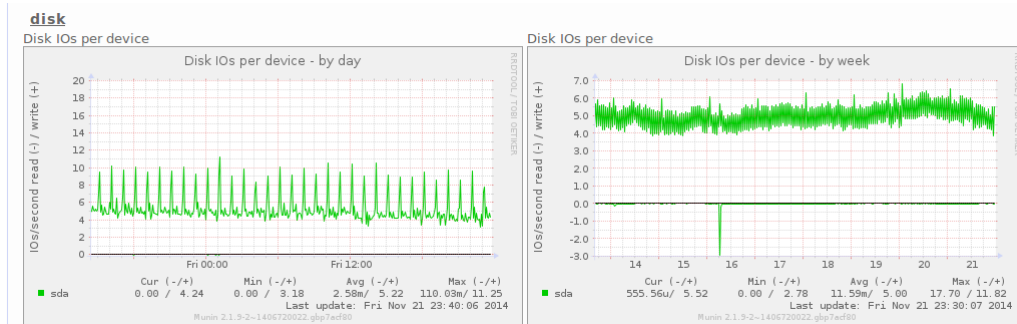 disk
Disk IOs per device
Disk IOs per device - by day
RRDTOOL / TOBI OETIKER
IOs/second read (-) / write (+)
20
18
16
14
12
10
8
6
4
2
0
Fri 00:00 Fri 12:00
Cur (-/+) Min (-/+) Avg (-/+) Max (-/+)
sda 0.00 / 4.24 0.00 / 3.18 2.58m/ 5.22 110.03m/ 11.25
Last update: Fri Nov 21 23:40:06 2014
Munin 2.1.9-2~1406720022.gbp7acf80
Disk IOs per device
Disk IOs per device - by week
IOs/second read (-) / write (+)
7.0
6.0
5.0
4.0
3.0
2.0
1.0
0.0
-1.0
-2.0
-3.0
14 15 16 17 18 19 20 21
Cur (-/+) Min (-/+) Avg (-/+) Max (-/+)
sda 555.56u/ 5.52 0.00 / 2.78 11.59m/ 5.00 17.70 / 11.82
Last update: Fri Nov 21 23:30:07 2014
Munin 2.1.9-2~1406720022.gbp7acf80